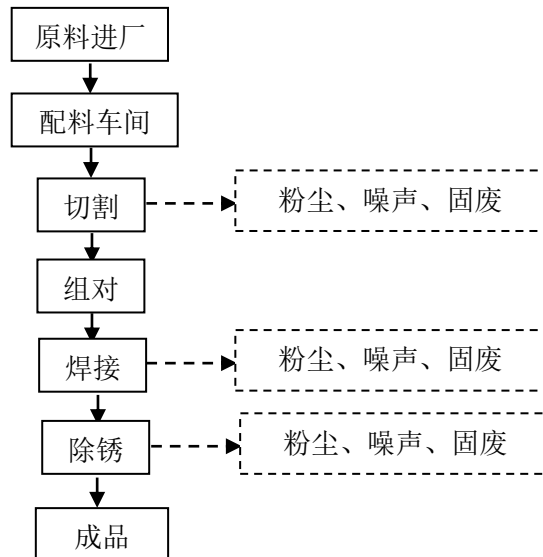 原料进厂
配料车间
切割
粉尘、噪声、固废
组对
焊接
粉尘、噪声、固废
除锈
粉尘、噪声、固废
成品